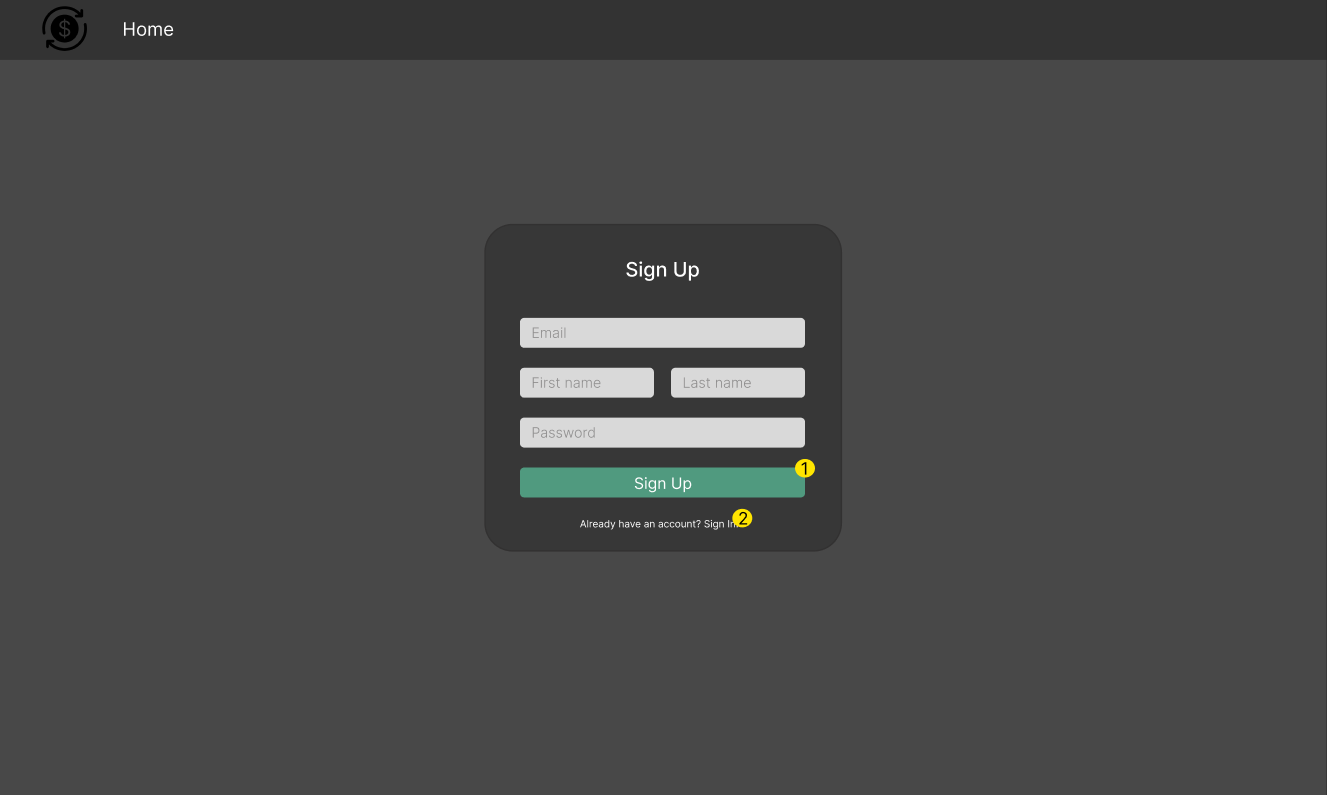 $ Home
Sign Up
Email
First name Last name
Password
1
Sign Up
2
Already have an account? Sign In